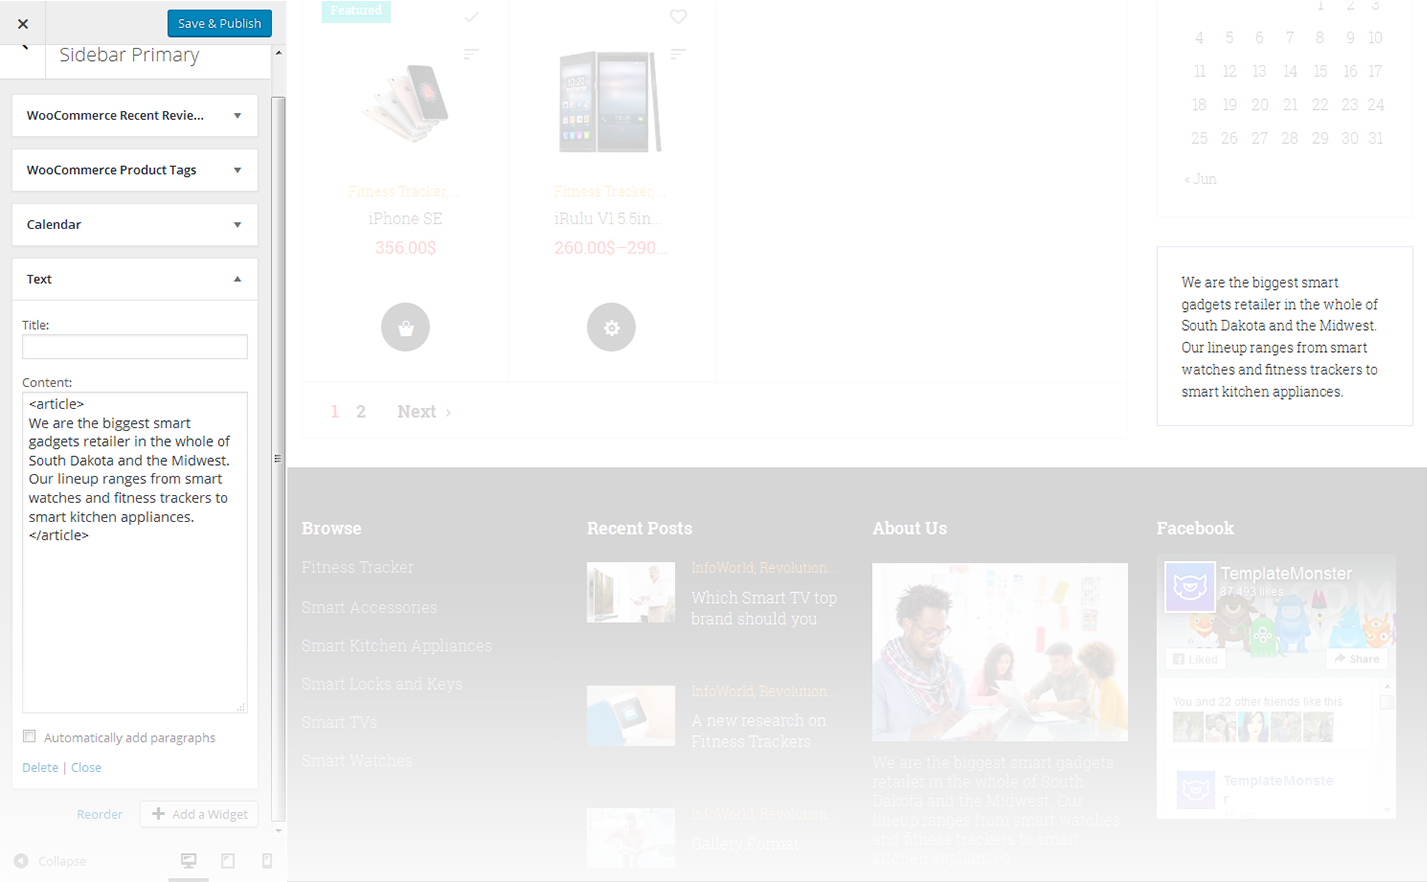 Save & Publish
Sidebar Primary
WooCommerce Recent Revie...
WooCommerce Product Tags
Calendar
Text
Title:
Content:
<article>
We are the biggest smart
gadgets retailer in the whole of
South Dakota and the Midwest.
Our lineup ranges from smart
watches and fitness trackers to
smart kitchen appliances.
</article>
Automatically add paragraphs
Delete | Close
Reorder
Add a Widget
Collapse
Featured
Fitness Tracker, ...
iPhone SE
356.00$
Fitness Tracker, ...
iRulu V1 5.5in...
260.00$–290...
1 2 Next ›
1 2 3
4 5 6 7 8 9 10
11 12 13 14 15 16 17
18 19 20 21 22 23 24
25 26 27 28 29 30 31
« Jun
We are the biggest smart
gadgets retailer in the whole of
South Dakota and the Midwest.
Our lineup ranges from smart
watches and fitness trackers to
smart kitchen appliances.
Browse
Fitness Tracker
Smart Accessories
Smart Kitchen Appliances
Smart Locks and Keys
Smart TVs
Smart Watches
Recent Posts
InfoWorld, Revolution...
Which Smart TV top
brand should you
InfoWorld, Revolution...
A new research on
Fitness Trackers
InfoWorld, Revolution...
Gallery Format
About Us
We are the biggest smart gadgets
retailer in the whole of South
Dakota and the Midwest. Our
lineup ranges from smart watches
and fitness trackers to smart
kitchen appliances.
Facebook
TemplateMonster
87,493 likes
Liked
Share
You and 22 other friends like this
TemplateMonste
r